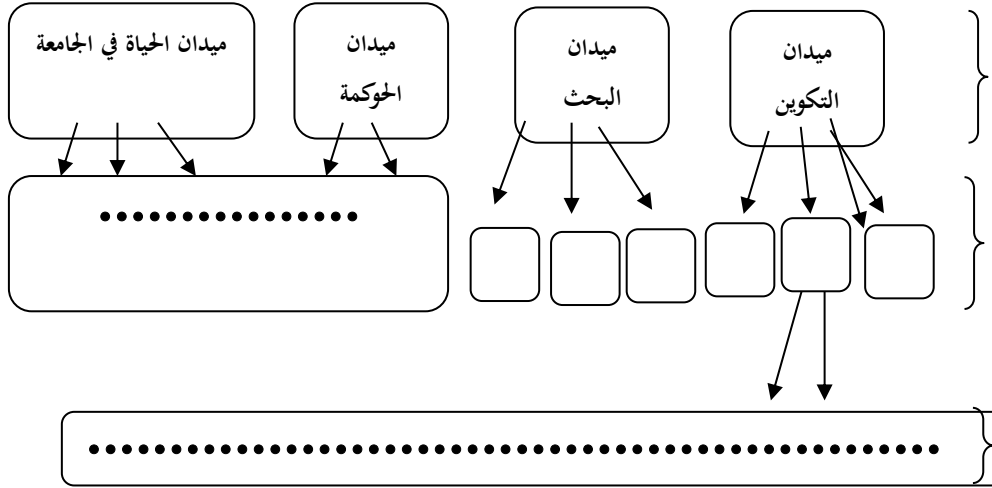 ميدان
التكوين
ميدان
البحث
ميدان
الحوكمة
ميدان الحياة في الجامعة